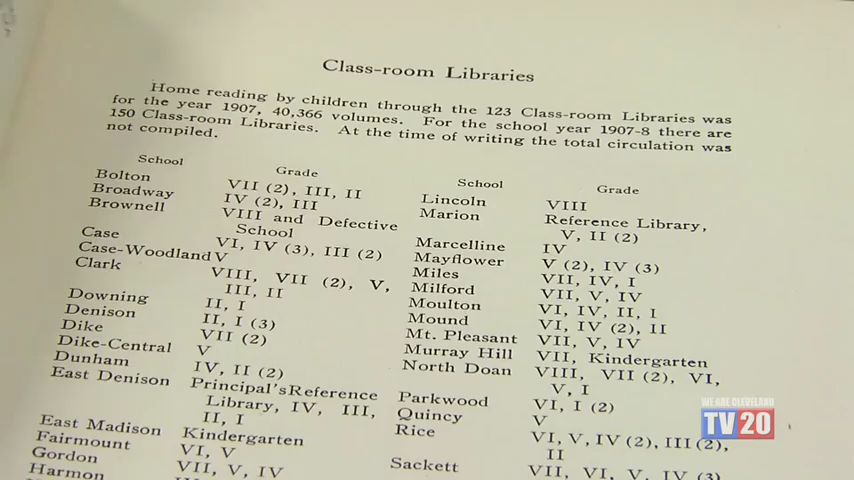 Class-room Libraries
Home reading by children through the 123 Class-room Libraries was
for the year 1907, 40,366 volumes. For the school year 1907-8 there are
150 Class-room Libraries. At the time of writing the total circulation was
not compiled.
School Grade
Bolton VII (2), III, II
Broadway IV (2), III
Brownell VIII and Defective
School
Case VI, IV (3), III (2)
Case-Woodland V
Clark VIII, VII (2), V,
III, II
Downing II, I
Denison II, I (3)
Dike VII (2)
Dike-Central V
Dunham IV, II (2)
East Denison Principal's Reference
Library, IV, III,
II, I
East Madison Kindergarten
Fairmount VI, V
Gordon VII, V, IV
Harmon
School Grade
Lincoln VIII
Marion Reference Library,
V, II (2)
Marcelline IV
Mayflower V (2), IV (3)
Miles VII, IV, I
Milford VII, V, IV
Moulton VI, IV, II, I
Mound VI, IV (2), II
Mt. Pleasant VII, V, IV
Murray Hill VII, Kindergarten
North Doan VIII, VII (2), VI,
V, I
Parkwood VI, I (2)
Quincy V
Rice VI, V, IV (2), III (2),
II
Sackett VII, VI, V, IV (3)
WE ARE CLEVELAND
TV20